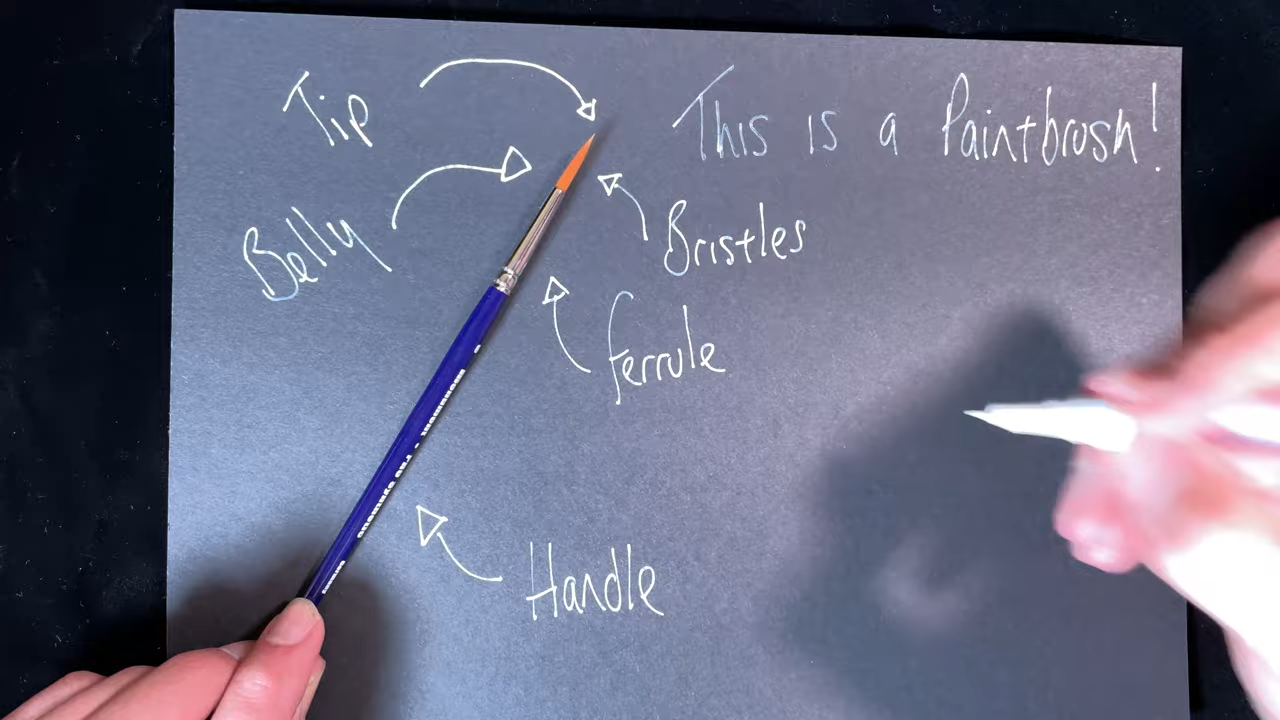 Tip
This is a Paintbrush!
Belly
Bristles
ferrule
Handle